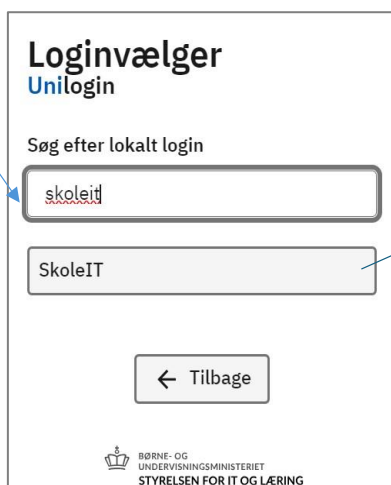 Loginvælger
Unilogin
Søg efter lokalt login
skoleit
SkoleIT
← Tilbage
BØRNE- OG
UNDERVISNINGSMINISTERIET
STYRELSEN FOR IT OG LÆRING